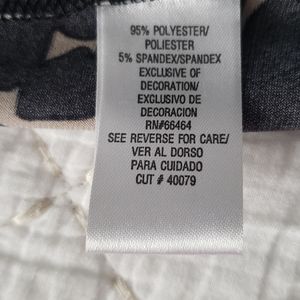 95% POLYESTER/
POLIESTER
5% SPANDEX/SPANDEX
EXCLUSIVE OF
DECORATION/
EXCLUSIVO DE
DECORACION
RN#66464
SEE REVERSE FOR CARE/
VER AL DORSO
PARA CUIDADO
CUT # 40079